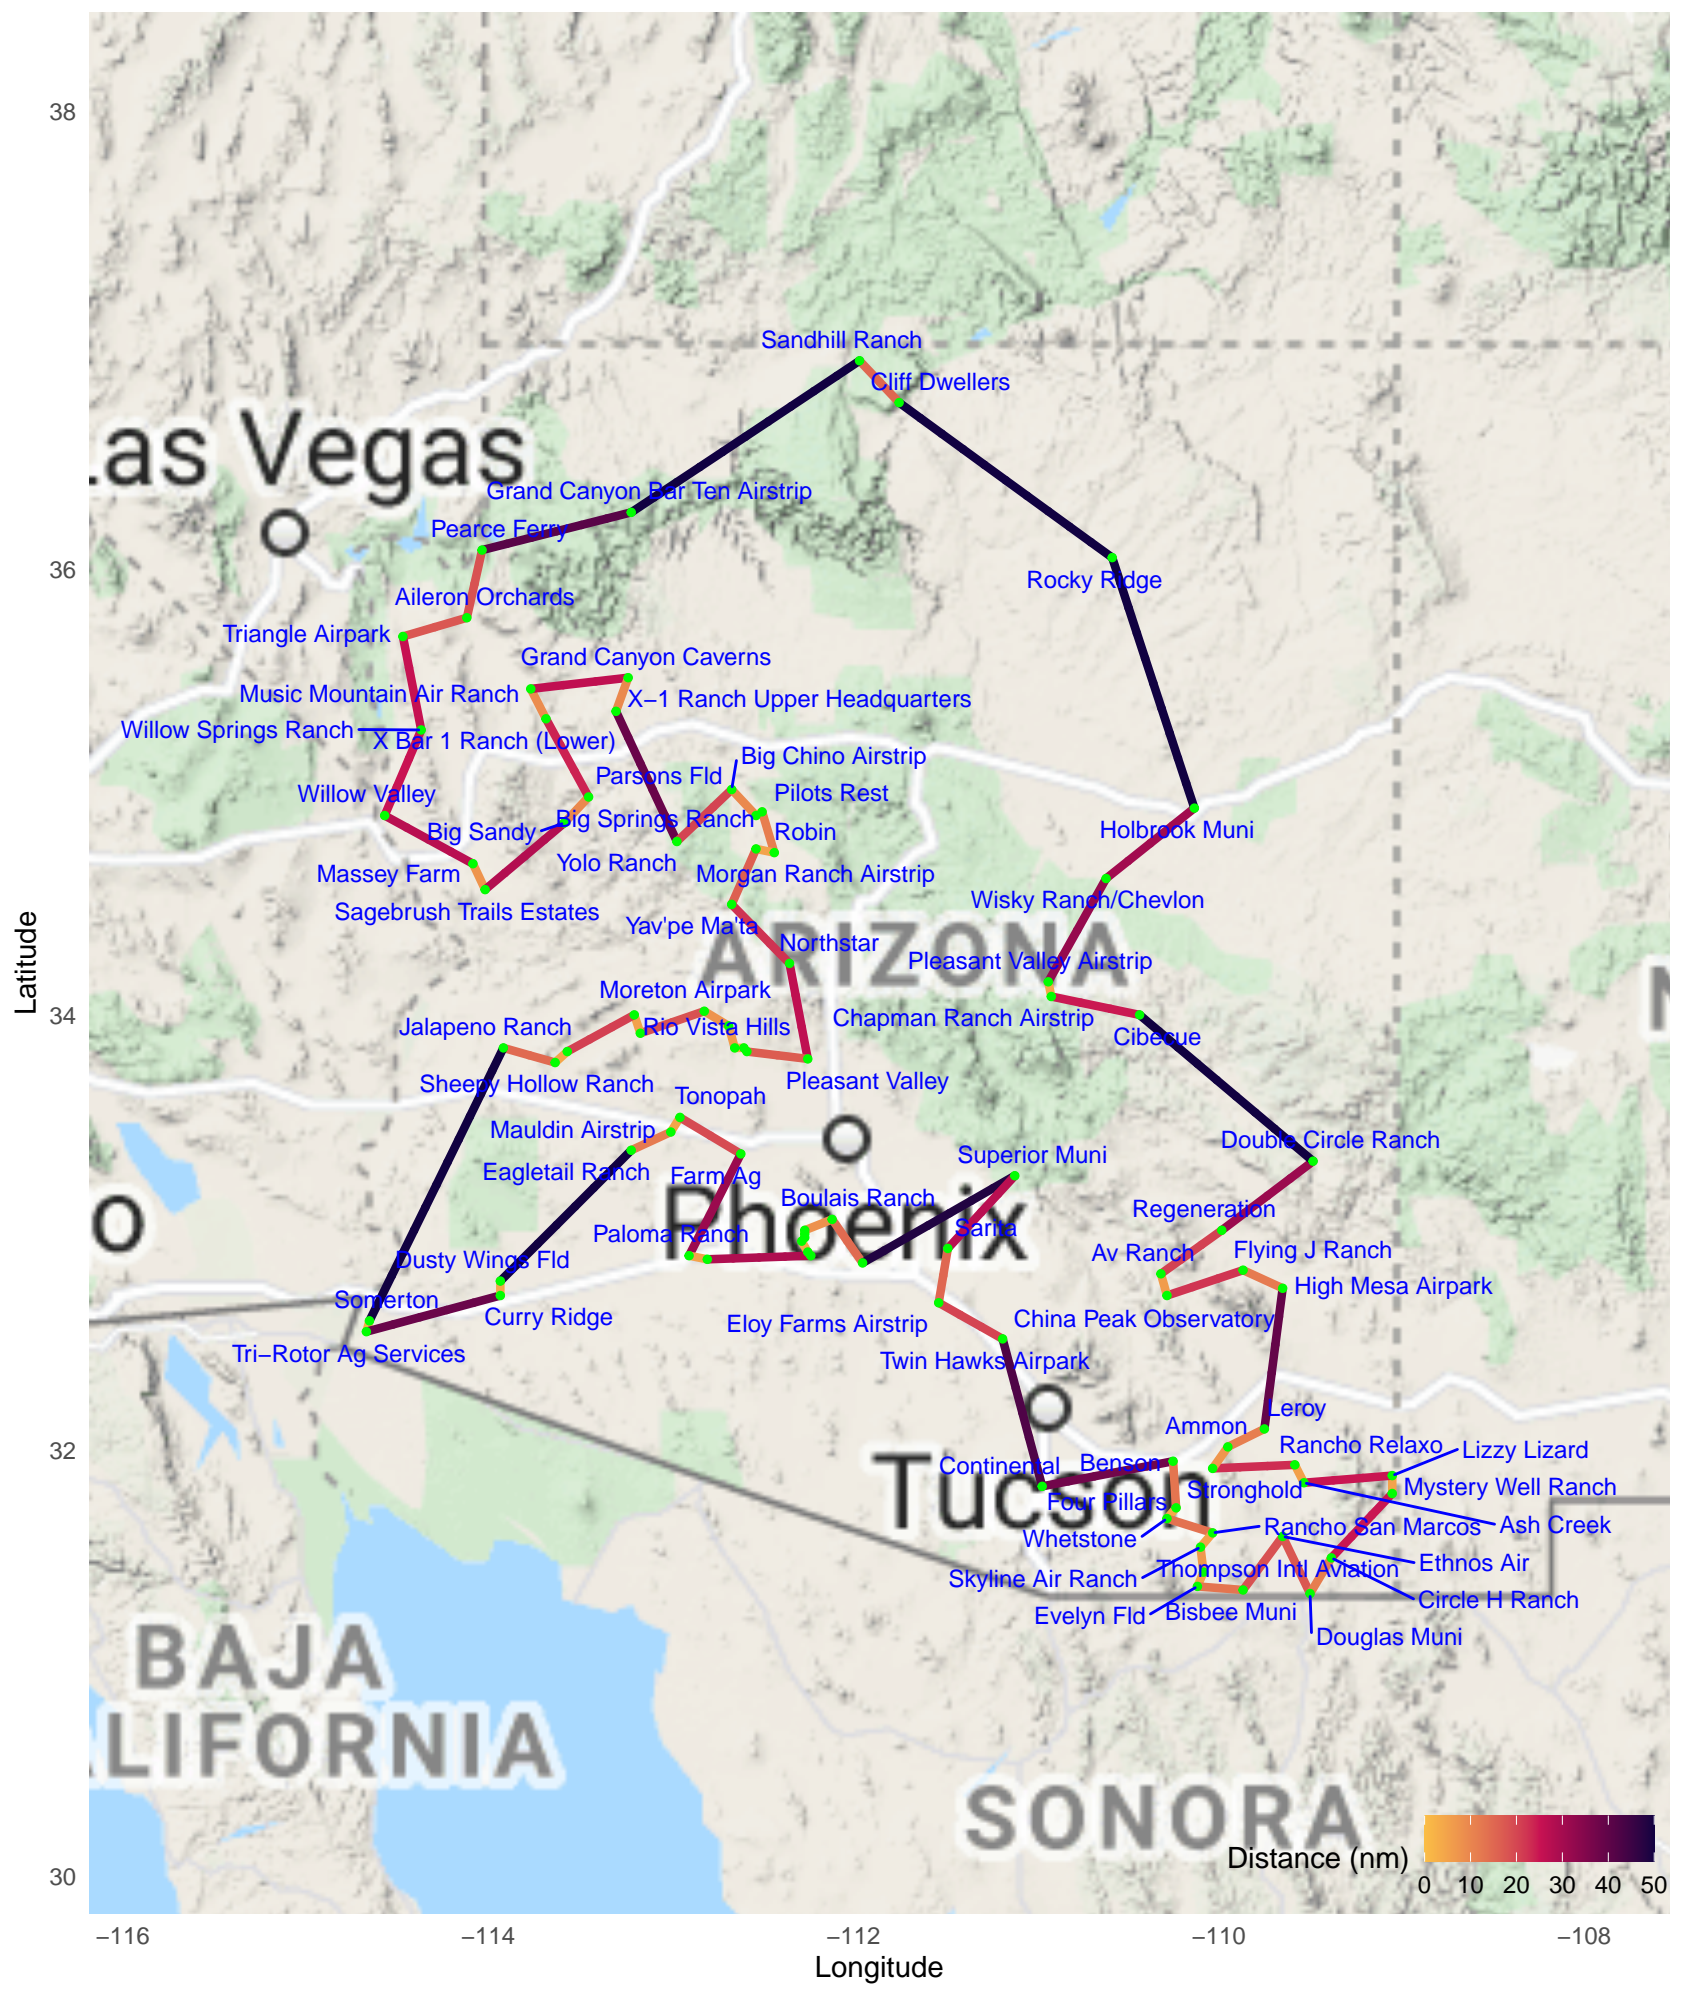 38
36
34
32
30
Latitude
Sandhill Ranch
Cliff Dwellers
Las Vegas
Grand Canyon Bar Ten Airstrip
Pearce Ferry
Rocky Ridge
Aileron Orchards
Triangle Airpark
Grand Canyon Caverns
Music Mountain Air Ranch
X−1 Ranch Upper Headquarters
Willow Springs Ranch
X Bar 1 Ranch (Lower)
Big Chino Airstrip
Parsons Fld
Willow Valley
Pilots Rest
Big Springs Ranch
Big Sandy
Robin
Holbrook Muni
Yolo Ranch
Massey Farm
Morgan Ranch Airstrip
Sagebrush Trails Estates
Wisky Ranch/Chevlon
Yav'pe Ma'ta
ARIZONA
Northstar
Pleasant Valley Airstrip
Moreton Airpark
Jalapeno Ranch
Rio Vista Hills
Chapman Ranch Airstrip
Cibecue
Sheepy Hollow Ranch
Pleasant Valley
Tonopah
Mauldin Airstrip
Double Circle Ranch
Superior Muni
Eagletail Ranch
Farm Ag
Boulais Ranch
Phoenix
Regeneration
Paloma Ranch
Sarita
Av Ranch
Flying J Ranch
Dusty Wings Fld
High Mesa Airpark
Somerton
Curry Ridge
China Peak Observatory
Eloy Farms Airstrip
Tri−Rotor Ag Services
Twin Hawks Airpark
Leroy
Ammon
Rancho Relaxo
Lizzy Lizard
Continental
Benson
Tucson
Stronghold
Mystery Well Ranch
Four Pillars
Whetstone
Rancho San Marcos
Ash Creek
Ethnos Air
Thompson Intl Aviation
Skyline Air Ranch
Circle H Ranch
Evelyn Fld
Bisbee Muni
Douglas Muni
BAJA
ALIFORNIA
SONORA
Distance (nm)
0 10 20 30 40 50
−116 −114 −112 −110 −108
Longitude